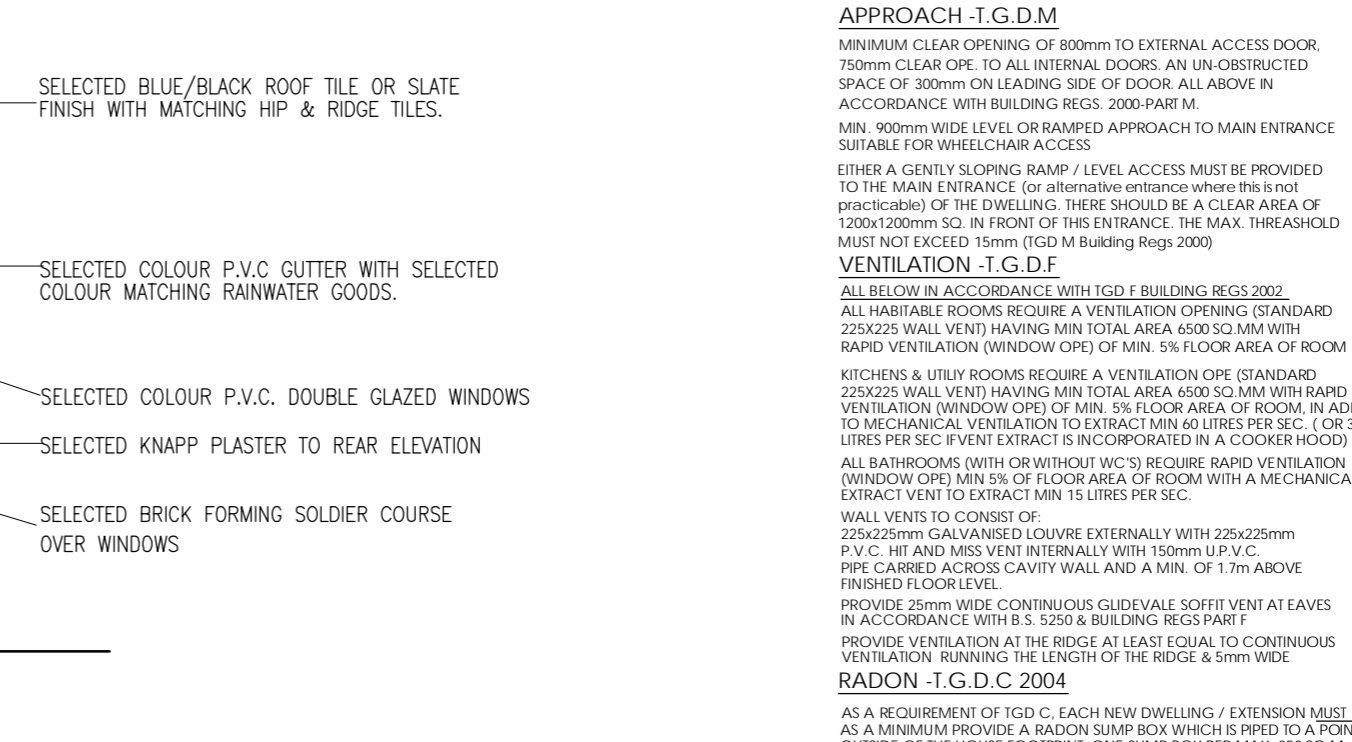 SELECTED BLUE/BLACK ROOF TILE OR SLATE
FINISH WITH MATCHING HIP & RIDGE TILES.
SELECTED COLOUR P.V.C GUTTER WITH SELECTED
COLOUR MATCHING RAINWATER GOODS.
SELECTED COLOUR P.V.C. DOUBLE GLAZED WINDOWS
SELECTED KNAPP PLASTER TO REAR ELEVATION
SELECTED BRICK FORMING SOLDIER COURSE
OVER WINDOWS
APPROACH -T.G.D.M
MINIMUM CLEAR OPENING OF 800mm TO EXTERNAL ACCESS DOOR,
750mm CLEAR OPE. TO ALL INTERNAL DOORS. AN UN-OBSTRUCTED
SPACE OF 300mm ON LEADING SIDE OF DOOR. ALL ABOVE IN
ACCORDANCE WITH BUILDING REGS. 2000-PART M.
MIN. 900mm WIDE LEVEL OR RAMPED APPROACH TO MAIN ENTRANCE
SUITABLE FOR WHEELCHAIR ACCESS
EITHER A GENTLY SLOPING RAMP / LEVEL ACCESS MUST BE PROVIDED
TO THE MAIN ENTRANCE (or alternative entrance where this is not
practicable) OF THE DWELLING. THERE SHOULD BE A CLEAR AREA OF
1200x1200mm SQ. IN FRONT OF THIS ENTRANCE. THE MAX. THREASHOLD
MUST NOT EXCEED 15mm (TGD M Building Regs 2000)
VENTILATION -T.G.D.F
ALL BELOW IN ACCORDANCE WITH TGD F BUILDING REGS 2002
ALL HABITABLE ROOMS REQUIRE A VENTILATION OPENING (STANDARD
225X225 WALL VENT) HAVING MIN TOTAL AREA 6500 SQ.MM WITH
RAPID VENTILATION (WINDOW OPE) OF MIN. 5% FLOOR AREA OF ROOM
KITCHENS & UTILIY ROOMS REQUIRE A VENTILATION OPE (STANDARD
225X225 WALL VENT) HAVING MIN TOTAL AREA 6500 SQ.MM WITH RAPID
VENTILATION (WINDOW OPE) OF MIN. 5% FLOOR AREA OF ROOM, IN
TO MECHANICAL VENTILATION TO EXTRACT MIN 60 LITRES PER SEC. ( OR
LITRES PER SEC IFVENT EXTRACT IS INCORPORATED IN A COOKER HOOD)
ALL BATHROOMS (WITH OR WITHOUT WC'S) REQUIRE RAPID VENTILATION
(WINDOW OPE) MIN 5% OF FLOOR AREA OF ROOM WITH A MECHANICA
EXTRACT VENT TO EXTRACT MIN 15 LITRES PER SEC.
WALL VENTS TO CONSIST OF:
225x225mm GALVANISED LOUVRE EXTERNALLY WITH 225x225mm
P.V.C. HIT AND MISS VENT INTERNALLY WITH 150mm U.P.V.C.
PIPE CARRIED ACROSS CAVITY WALL AND A MIN. OF 1.7m ABOVE
FINISHED FLOOR LEVEL.
PROVIDE 25mm WIDE CONTINUOUS GLIDEVALE SOFFIT VENT AT EAVES
IN ACCORDANCE WITH B.S. 5250 & BUILDING REGS PART F
PROVIDE VENTILATION AT THE RIDGE AT LEAST EQUAL TO CONTINUOUS
VENTILATION RUNNING THE LENGTH OF THE RIDGE & 5mm WIDE
RADON -T.G.D.C 2004
AS A REQUIREMENT OF TGD C, EACH NEW DWELLING / EXTENSION MUST
AS A MINIMUM PROVIDE A RADON SUMP BOX WHICH IS PIPED TO A POIN